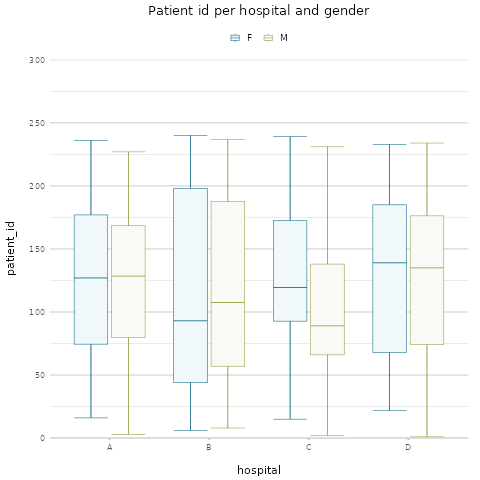 Patient id per hospital and gender
F M
300
250
200
150
100
50
0
patient_id
A B C D
hospital